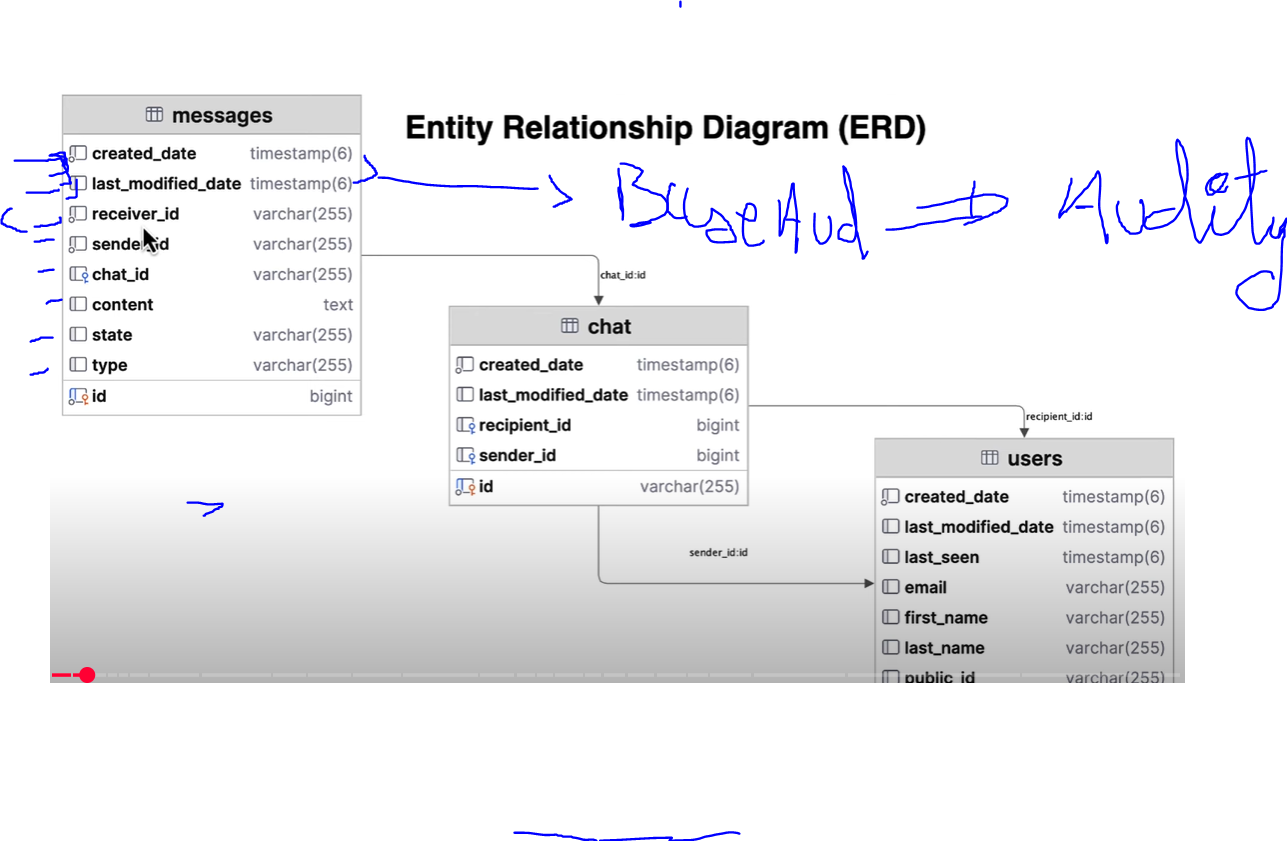 Entity Relationship Diagram (ERD)
messages
created_date timestamp(6)
last_modified_date timestamp(6)
receiver_id varchar(255)
sender_id varchar(255)
chat_id varchar(255)
content text
state varchar(255)
type varchar(255)
id bigint
BaseAud Audity
chat_id:id
chat
created_date timestamp(6)
last_modified_date timestamp(6)
recipient_id bigint
sender_id bigint
id varchar(255)
recipient_id:id
sender_id:id
users
created_date timestamp(6)
last_modified_date timestamp(6)
last_seen timestamp(6)
email varchar(255)
first_name varchar(255)
last_name varchar(255)
public_id varchar(255)